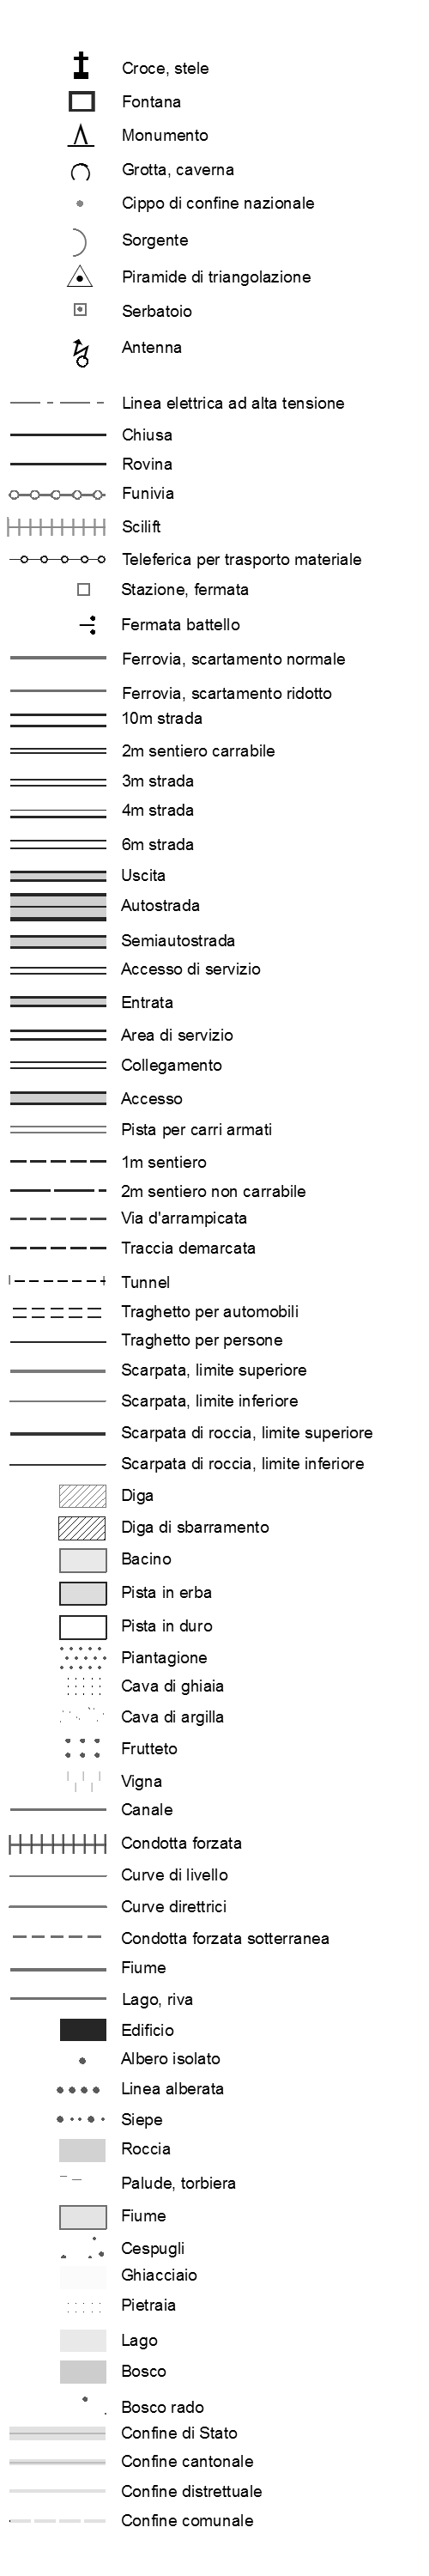 Croce, stele
Fontana
Monumento
Grotta, caverna
Cippo di confine nazionale
Sorgente
Piramide di triangolazione
Serbatoio
Antenna
Linea elettrica ad alta tensione
Chiusa
Rovina
Funivia
Scilift
Teleferica per trasporto materiale
Stazione, fermata
Fermata battello
Ferrovia, scartamento normale
Ferrovia, scartamento ridotto
10m strada
2m sentiero carrabile
3m strada
4m strada
6m strada
Uscita
Autostrada
Semiautostrada
Accesso di servizio
Entrata
Area di servizio
Collegamento
Accesso
Pista per carri armati
1m sentiero
2m sentiero non carrabile
Via d'arrampicata
Traccia demarcata
Tunnel
Traghetto per automobili
Traghetto per persone
Scarpata, limite superiore
Scarpata, limite inferiore
Scarpata di roccia, limite superiore
Scarpata di roccia, limite inferiore
Diga
Diga di sbarramento
Bacino
Pista in erba
Pista in duro
Piantagione
Cava di ghiaia
Cava di argilla
Frutteto
Vigna
Canale
Condotta forzata
Curve di livello
Curve direttrici
Condotta forzata sotterranea
Fiume
Lago, riva
Edificio
Albero isolato
Linea alberata
Siepe
Roccia
Palude, torbiera
Fiume
Cespugli
Ghiacciaio
Pietraia
Lago
Bosco
Bosco rado
Confine di Stato
Confine cantonale
Confine distrettuale
Confine comunale